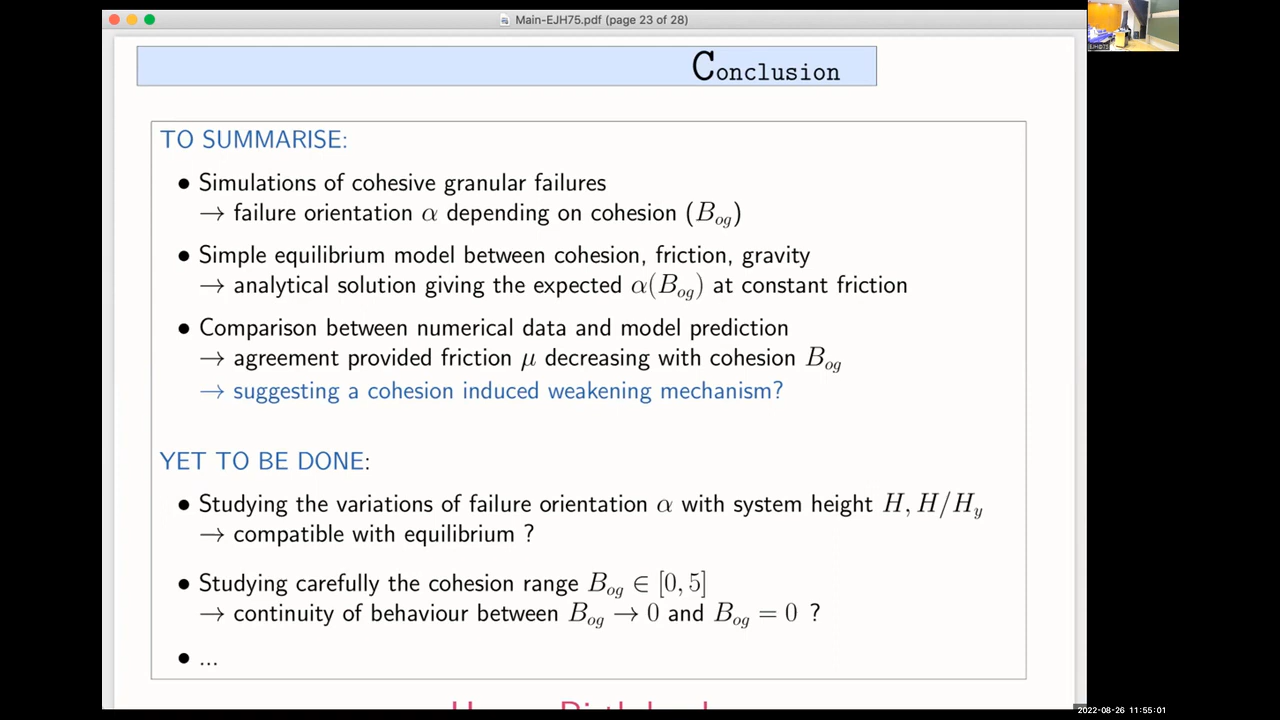 Main-EJH75.pdf (page 23 of 28)
Conclusion
TO SUMMARISE:
• Simulations of cohesive granular failures
→ failure orientation α depending on cohesion (B_og)
• Simple equilibrium model between cohesion, friction, gravity
→ analytical solution giving the expected α(B_og) at constant friction
• Comparison between numerical data and model prediction
→ agreement provided friction μ decreasing with cohesion B_og
→ suggesting a cohesion induced weakening mechanism?
YET TO BE DONE:
• Studying the variations of failure orientation α with system height H, H/H_y
→ compatible with equilibrium ?
• Studying carefully the cohesion range B_og ∈ [0, 5]
→ continuity of behaviour between B_og → 0 and B_og = 0 ?
• ...
EJH@75
2022-08-26 11:55:01